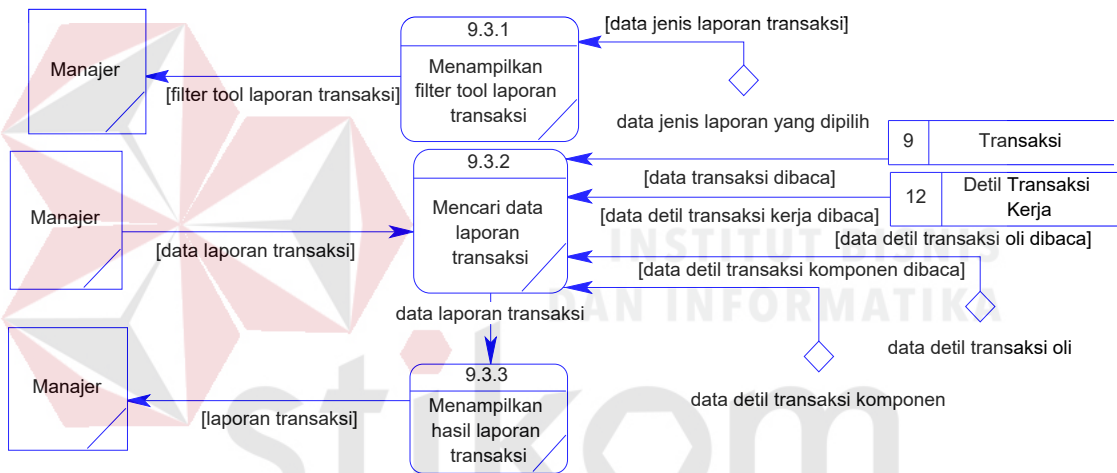 9.3.1
[data jenis laporan transaksi]
Manajer
Menampilkan
filter tool laporan
transaksi
[filter tool laporan transaksi]
data jenis laporan yang dipilih
9
Transaksi
9.3.2
[data transaksi dibaca]
12
Detil Transaksi
Kerja
Manajer
Mencari data
laporan
transaksi
[data detil transaksi kerja dibaca]
[data detil transaksi oli dibaca]
[data laporan transaksi]
INSTITUT BISNIS
[data detil transaksi komponen dibaca]
DAN INFORMATIKA
data laporan transaksi
data detil transaksi oli
9.3.3
Manajer
Menampilkan
hasil laporan
transaksi
[laporan transaksi]
data detil transaksi komponen
stikom